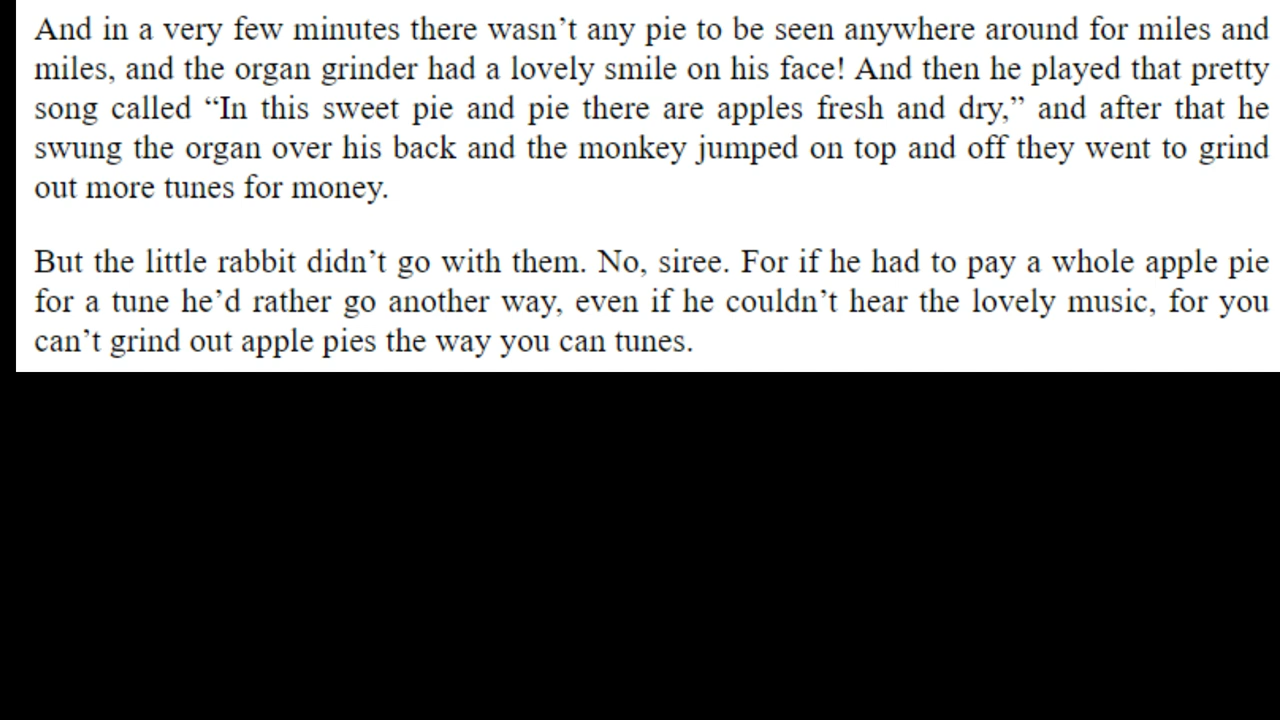 And in a very few minutes there wasn’t any pie to be seen anywhere around for miles and
miles, and the organ grinder had a lovely smile on his face! And then he played that pretty
song called “In this sweet pie and pie there are apples fresh and dry,” and after that he
swung the organ over his back and the monkey jumped on top and off they went to grind
out more tunes for money.

But the little rabbit didn’t go with them. No, siree. For if he had to pay a whole apple pie
for a tune he’d rather go another way, even if he couldn’t hear the lovely music, for you
can’t grind out apple pies the way you can tunes.